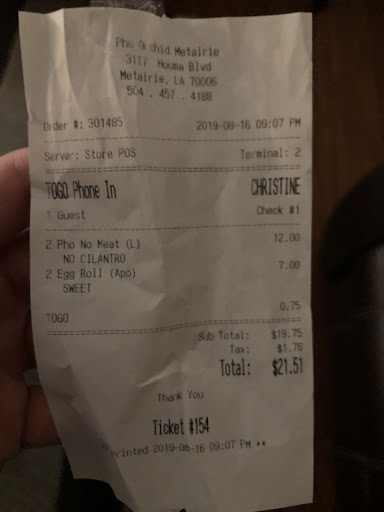 Pho Orchid Metairie
3117 Houma Blvd
Metairie, LA 70006
504 . 457 . 4188
Order #: 301485 2019-08-16 09:07 PM
Server: Store POS Terminal: 2
TOGO Phone In CHRISTINE
1 Guest Check #1
2 Pho No Meat (L) 12.00
NO CILANTRO
2 Egg Roll (App) 7.00
SWEET
TOGO 0.75
Sub Total: $19.75
Tax: $1.76
Total: $21.51
Thank You
Ticket #154
Printed 2019-08-16 09:07 PM **